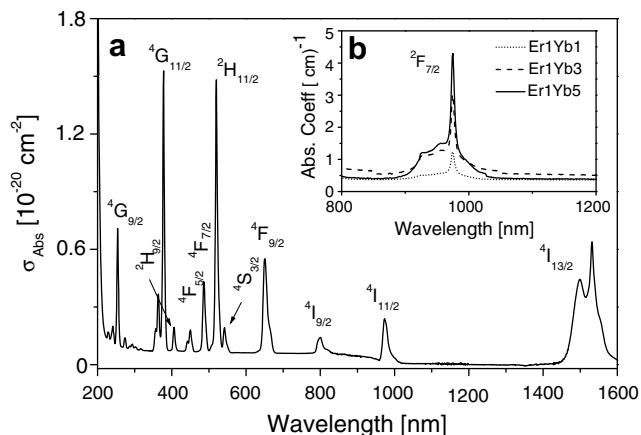 a
b
1.8
1.2
0.6
0
σAbs [10-20 cm-2]
200 400 600 800 1000 1200 1400 1600
Wavelength [nm]
4G9/2
4G11/2
2H9/2
4F5/2
4F7/2
2H11/2
4S3/2
4F9/2
4I9/2
4I11/2
4I13/2
5
4
3
2
1
0
Abs. Coeff [ cm)-1
2F7/2
Er1Yb1
Er1Yb3
Er1Yb5
800 1000 1200
Wavelength [nm]